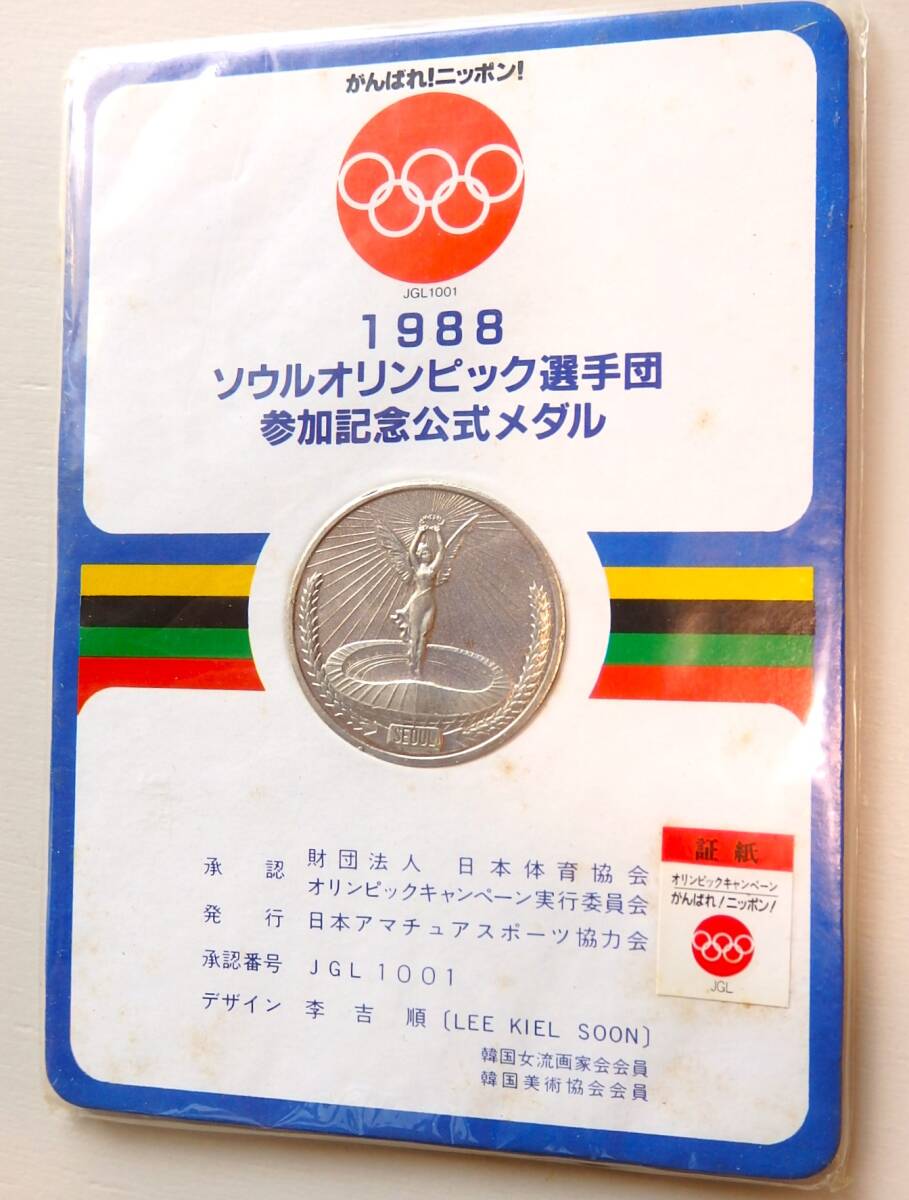 がんばれ!ニッポン!
JGL1001
1988
ソウルオリンピック選手団
参加記念公式メダル
SEOUL
承認 財団法人 日本体育協会
オリンピックキャンペーン実行委員会
発行 日本アマチュアスポーツ協力会
承認番号 JGL1001
デザイン 李吉順 (LEE KIEL SOON)
韓国女流画家会会員
韓国美術協会会員
証紙
オリンピックキャンペーン
がんばれ!ニッポン!
JGL